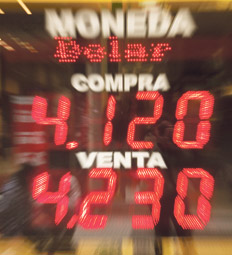 MONEDA
Dolar
COMPRA
4.120
VENTA
4.230